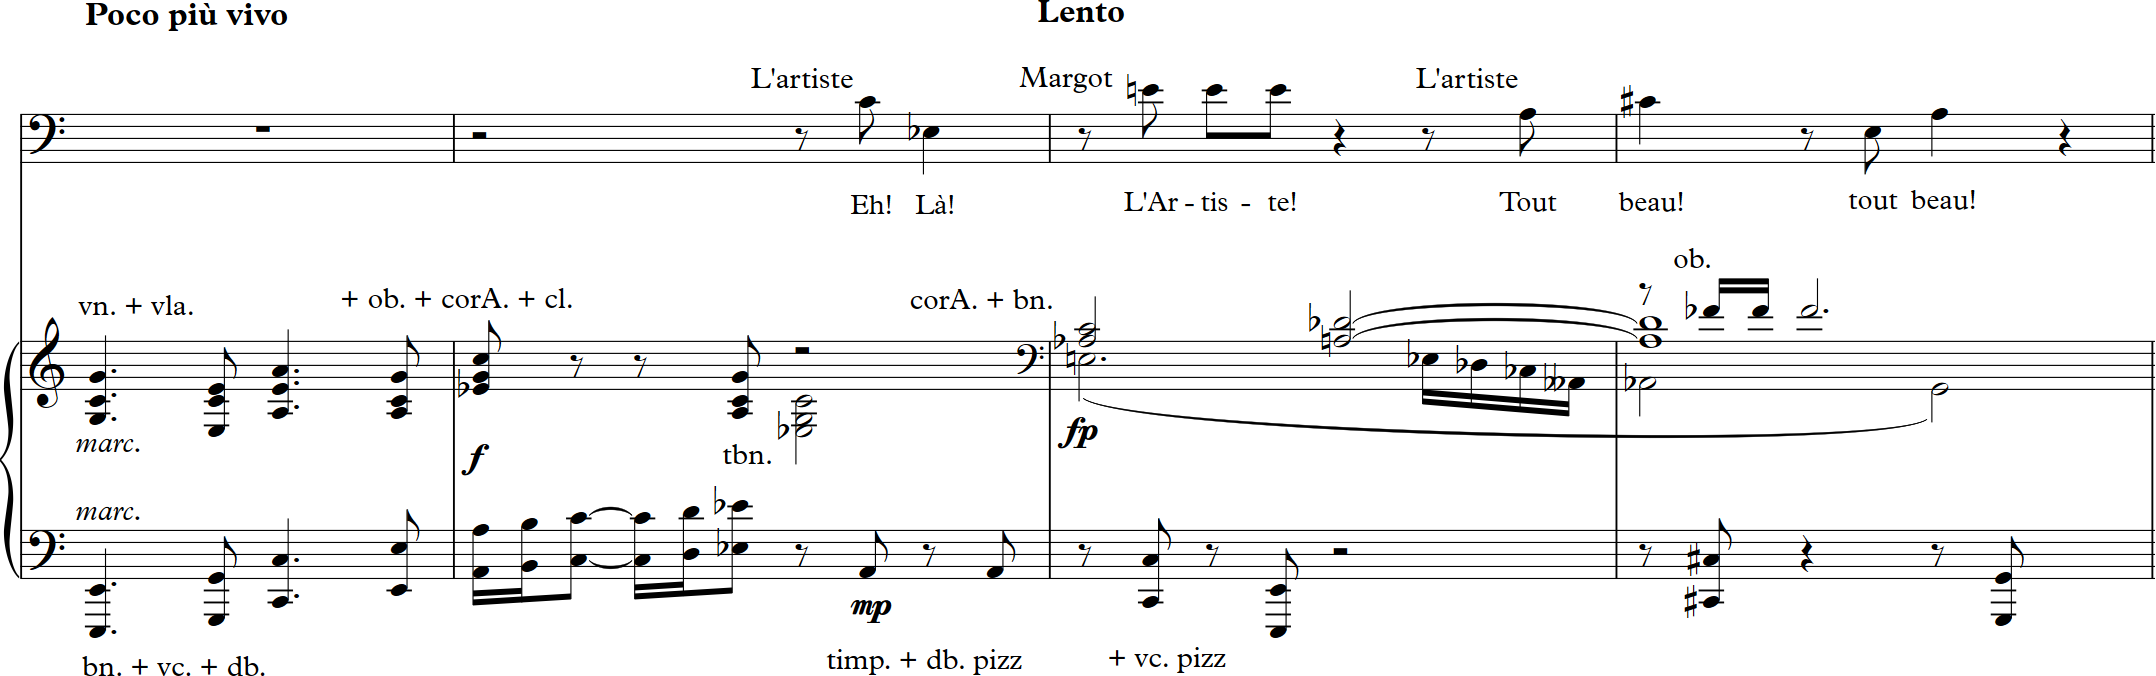 Poco più vivo Lento
L'artiste Margot L'artiste
Eh! Là! L'Ar - tis - te! Tout beau! tout beau!
ob.
vn. + vla. + ob. + corA. + cl. corA. + bn.
marc. f tbn. fp
marc.
mp
bn. + vc. + db. timp. + db. pizz + vc. pizz